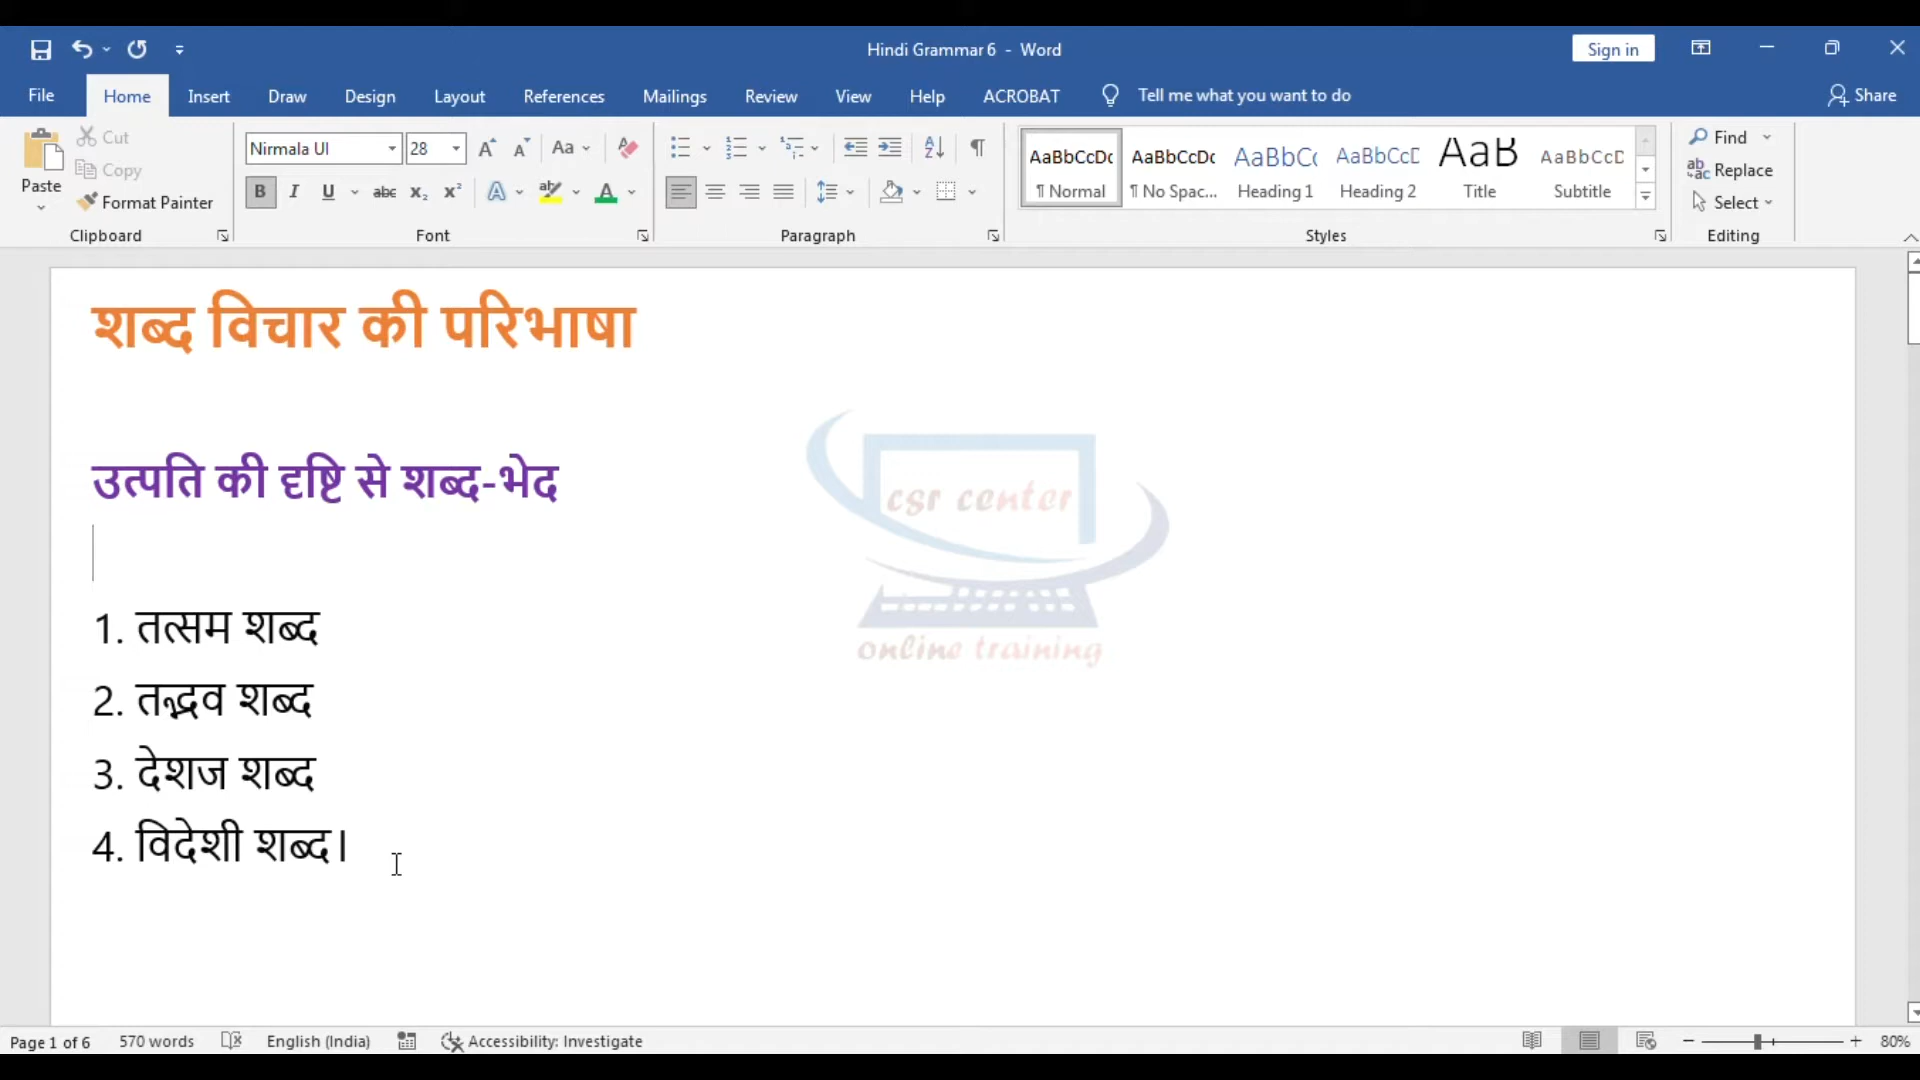 Hindi Grammar 6 - Word
Sign in
File Home Insert Draw Design Layout References Mailings Review View Help ACROBAT Tell me what you want to do Share
Paste
Cut
Copy
Format Painter
Clipboard
Nirmala UI 28
Font
Paragraph
AaBbCcDc AaBbCcDc AaBbCc AaBbCcD AaB AaBbCcD
¶ Normal ¶ No Spac... Heading 1 Heading 2 Title Subtitle
Styles
Find
Replace
Select
Editing
शब्द विचार की परिभाषा
उत्पति की दृष्टि से शब्द-भेद
csr center
online training
1. तत्सम शब्द
2. तद्भव शब्द
3. देशज शब्द
4. विदेशी शब्द।
Page 1 of 6 570 words English (India) Accessibility: Investigate 80%